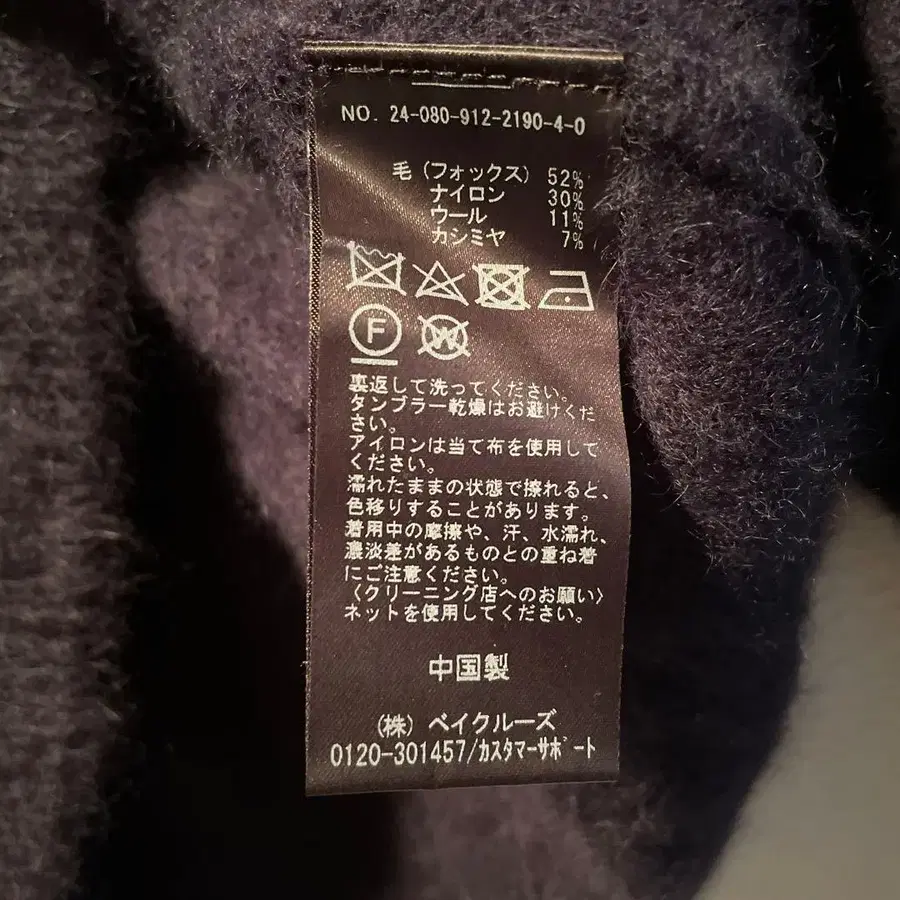 NO. 24-080-912-2190-4-0
毛 (フォックス) 52%
ナイロン 30%
ウール 11%
カシミヤ 7%
F W
裏返して洗ってください。
タンブラー乾燥はお避けくだ
さい。
アイロンは当て布を使用して
ください。
濡れたままの状態で擦れると、
色移りすることがあります。
着用中の摩擦や、汗、水濡れ、
濃淡差があるものとの重ね着
にご注意ください。
〈クリーニング店へのお願い〉
ネットを使用してください。
中国製
(株) ベイクルーズ
0120-301457/カスタマーサポート